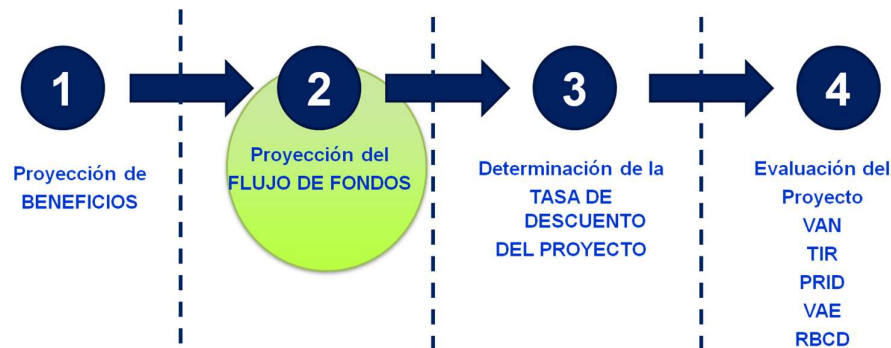 1
Proyección de
BENEFICIOS
2
Proyección del
FLUJO DE FONDOS
3
Determinación de la
TASA DE
DESCUENTO
DEL PROYECTO
4
Evaluación del
Proyecto
VAN
TIR
PRID
VAE
RBCD